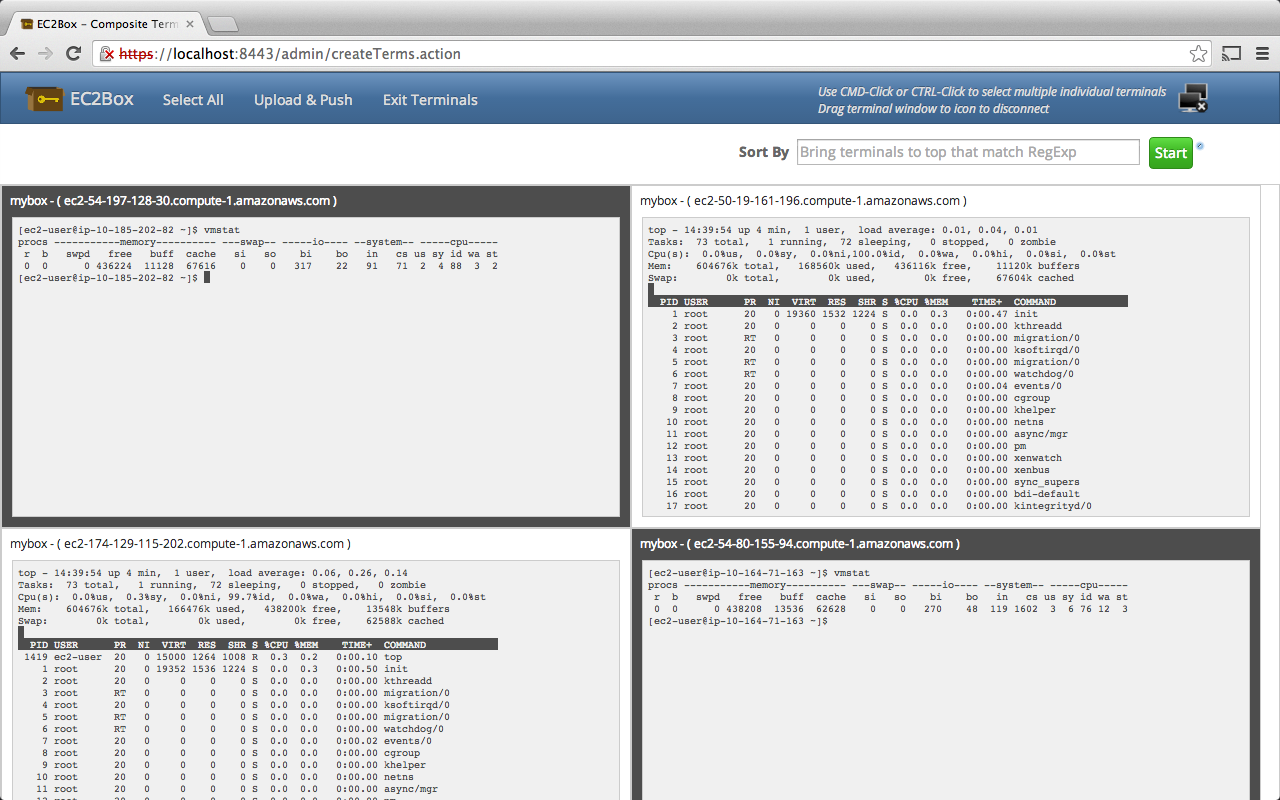 EC2Box - Composite Term
https://localhost:8443/admin/createTerms.action
EC2Box Select All Upload & Push Exit Terminals
Use CMD-Click or CTRL-Click to select multiple individual terminals
Drag terminal window to icon to disconnect
Sort By Bring terminals to top that match RegExp Start
mybox - ( ec2-54-197-128-30.compute-1.amazonaws.com )
[ec2-user@ip-10-185-202-82 ~]$ vmstat
procs -----------memory---------- ---swap-- -----io---- --system-- -----cpu-----
 r  b   swpd   free   buff  cache   si   so    bi    bo   in   cs us sy id wa st
 0  0      0 436224  11128  67616    0    0   317    22   91   71  2  4 88  3  2
[ec2-user@ip-10-185-202-82 ~]$
mybox - ( ec2-50-19-161-196.compute-1.amazonaws.com )
top - 14:39:54 up 4 min,  1 user,  load average: 0.01, 0.04, 0.01
Tasks:  73 total,   1 running,  72 sleeping,   0 stopped,   0 zombie
Cpu(s):  0.0%us,  0.0%sy,  0.0%ni,100.0%id,  0.0%wa,  0.0%hi,  0.0%si,  0.0%st
Mem:    604676k total,   168560k used,   436116k free,    11120k buffers
Swap:        0k total,        0k used,        0k free,    67604k cached
  PID USER      PR  NI  VIRT  RES  SHR S %CPU %MEM    TIME+  COMMAND
    1 root      20   0 19360 1532 1224 S  0.0  0.3   0:00.47 init
    2 root      20   0     0    0    0 S  0.0  0.0   0:00.00 kthreadd
    3 root      RT   0     0    0    0 S  0.0  0.0   0:00.00 migration/0
    4 root      20   0     0    0    0 S  0.0  0.0   0:00.00 ksoftirqd/0
    5 root      RT   0     0    0    0 S  0.0  0.0   0:00.00 migration/0
    6 root      RT   0     0    0    0 S  0.0  0.0   0:00.00 watchdog/0
    7 root      20   0     0    0    0 S  0.0  0.0   0:00.04 events/0
    8 root      20   0     0    0    0 S  0.0  0.0   0:00.00 cgroup
    9 root      20   0     0    0    0 S  0.0  0.0   0:00.00 khelper
   10 root      20   0     0    0    0 S  0.0  0.0   0:00.00 netns
   11 root      20   0     0    0    0 S  0.0  0.0   0:00.00 async/mgr
   12 root      20   0     0    0    0 S  0.0  0.0   0:00.00 pm
   13 root      20   0     0    0    0 S  0.0  0.0   0:00.00 xenwatch
   14 root      20   0     0    0    0 S  0.0  0.0   0:00.00 xenbus
   15 root      20   0     0    0    0 S  0.0  0.0   0:00.00 sync_supers
   16 root      20   0     0    0    0 S  0.0  0.0   0:00.00 bdi-default
   17 root      20   0     0    0    0 S  0.0  0.0   0:00.00 kintegrityd/0
mybox - ( ec2-174-129-115-202.compute-1.amazonaws.com )
top - 14:39:54 up 4 min,  1 user,  load average: 0.06, 0.26, 0.14
Tasks:  73 total,   1 running,  72 sleeping,   0 stopped,   0 zombie
Cpu(s):  0.0%us,  0.3%sy,  0.0%ni, 99.7%id,  0.0%wa,  0.0%hi,  0.0%si,  0.0%st
Mem:    604676k total,   166476k used,   438200k free,    13548k buffers
Swap:        0k total,        0k used,        0k free,    62588k cached
  PID USER      PR  NI  VIRT  RES  SHR S %CPU %MEM    TIME+  COMMAND
 1419 ec2-user  20   0 15000 1264 1008 R  0.3  0.2   0:00.10 top
    1 root      20   0 19352 1536 1224 S  0.0  0.3   0:00.50 init
    2 root      20   0     0    0    0 S  0.0  0.0   0:00.00 kthreadd
    3 root      RT   0     0    0    0 S  0.0  0.0   0:00.00 migration/0
    4 root      20   0     0    0    0 S  0.0  0.0   0:00.00 ksoftirqd/0
    5 root      RT   0     0    0    0 S  0.0  0.0   0:00.00 migration/0
    6 root      RT   0     0    0    0 S  0.0  0.0   0:00.00 watchdog/0
    7 root      20   0     0    0    0 S  0.0  0.0   0:00.02 events/0
    8 root      20   0     0    0    0 S  0.0  0.0   0:00.00 cgroup
    9 root      20   0     0    0    0 S  0.0  0.0   0:00.00 khelper
   10 root      20   0     0    0    0 S  0.0  0.0   0:00.00 netns
   11 root      20   0     0    0    0 S  0.0  0.0   0:00.00 async/mgr
mybox - ( ec2-54-80-155-94.compute-1.amazonaws.com )
[ec2-user@ip-10-164-71-163 ~]$ vmstat
procs -----------memory---------- ---swap-- -----io---- --system-- -----cpu-----
 r  b   swpd   free   buff  cache   si   so    bi    bo   in   cs us sy id wa st
 0  0      0 438208  13536  62628    0    0   270    48  119 1602  3  6 76 12  3
[ec2-user@ip-10-164-71-163 ~]$